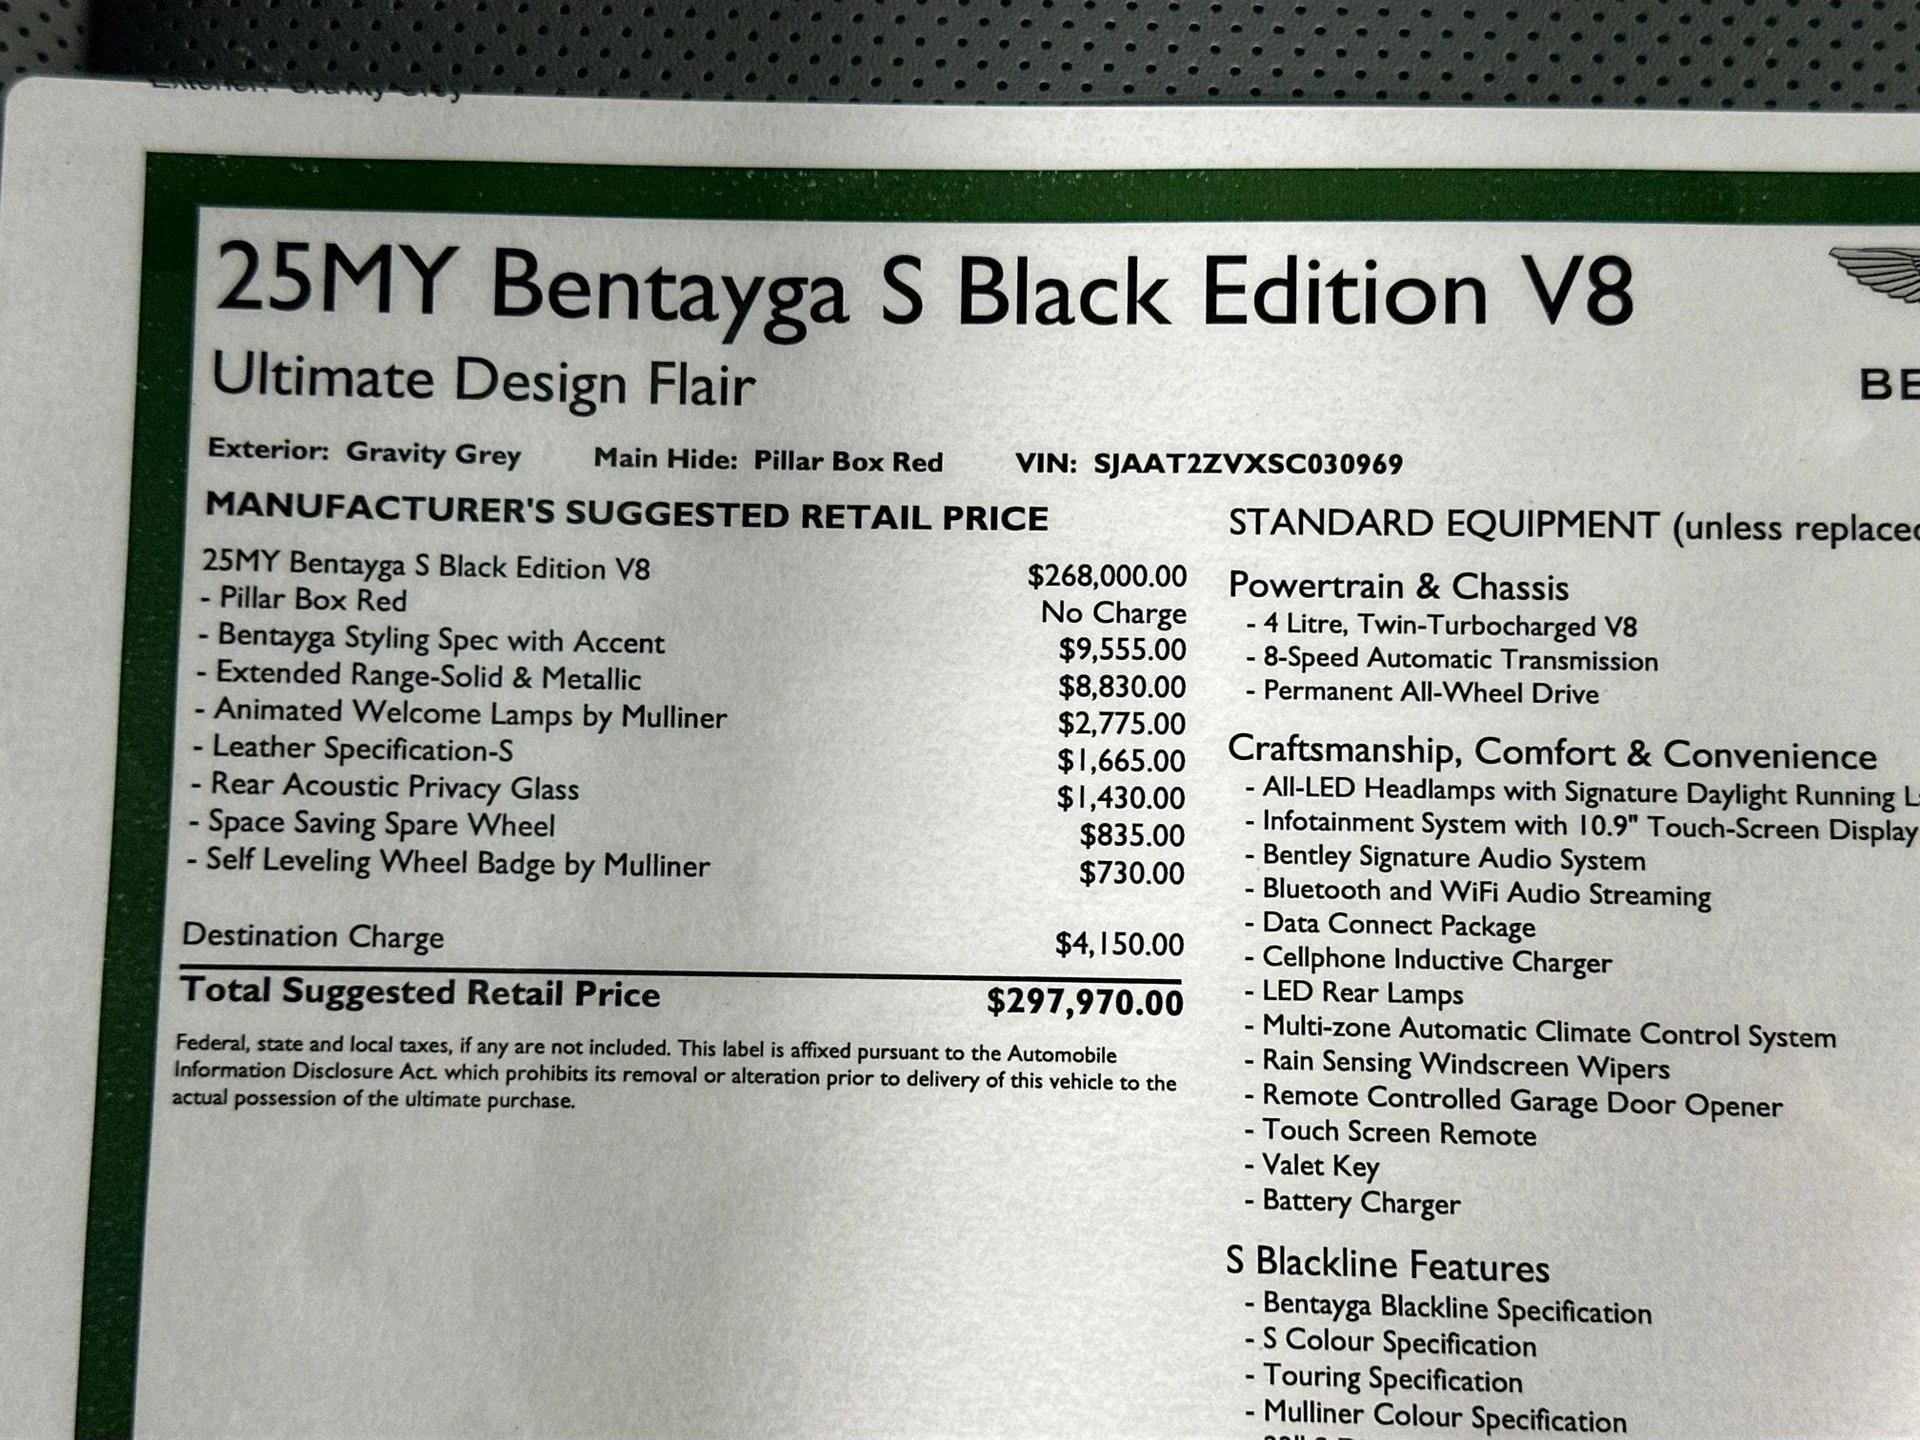 Exterior: Gravity Grey
25MY Bentayga S Black Edition V8
Ultimate Design Flair
BE
Exterior: Gravity Grey Main Hide: Pillar Box Red VIN: SJAAT2ZVXSC030969
MANUFACTURER'S SUGGESTED RETAIL PRICE
25MY Bentayga S Black Edition V8 $268,000.00
- Pillar Box Red No Charge
- Bentayga Styling Spec with Accent $9,555.00
- Extended Range-Solid & Metallic $8,830.00
- Animated Welcome Lamps by Mulliner $2,775.00
- Leather Specification-S $1,665.00
- Rear Acoustic Privacy Glass $1,430.00
- Space Saving Spare Wheel $835.00
- Self Leveling Wheel Badge by Mulliner $730.00
Destination Charge $4,150.00
Total Suggested Retail Price $297,970.00
Federal, state and local taxes, if any are not included. This label is affixed pursuant to the Automobile
Information Disclosure Act. which prohibits its removal or alteration prior to delivery of this vehicle to the
actual possession of the ultimate purchase.
STANDARD EQUIPMENT (unless replaced
Powertrain & Chassis
- 4 Litre, Twin-Turbocharged V8
- 8-Speed Automatic Transmission
- Permanent All-Wheel Drive
Craftsmanship, Comfort & Convenience
- All-LED Headlamps with Signature Daylight Running L
- Infotainment System with 10.9" Touch-Screen Display
- Bentley Signature Audio System
- Bluetooth and WiFi Audio Streaming
- Data Connect Package
- Cellphone Inductive Charger
- LED Rear Lamps
- Multi-zone Automatic Climate Control System
- Rain Sensing Windscreen Wipers
- Remote Controlled Garage Door Opener
- Touch Screen Remote
- Valet Key
- Battery Charger
S Blackline Features
- Bentayga Blackline Specification
- S Colour Specification
- Touring Specification
- Mulliner Colour Specification